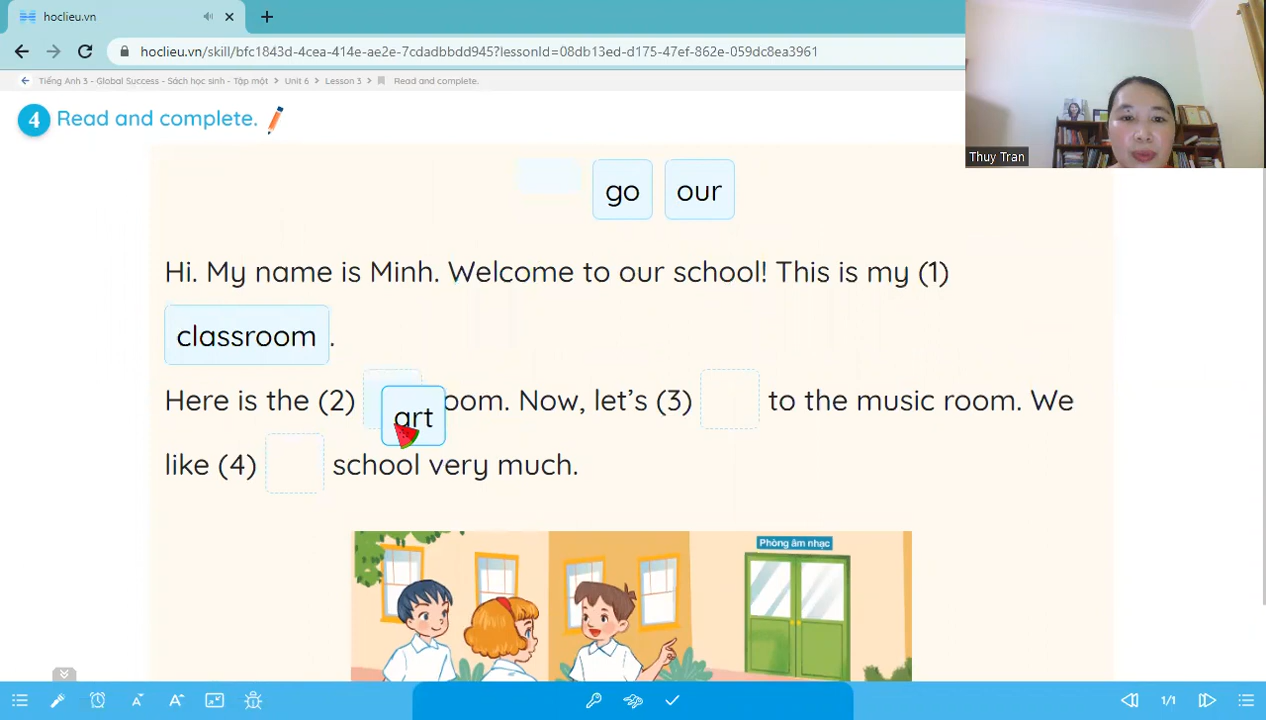 hoclieu.vn
hoclieu.vn/skill/bfc1843d-4cea-414e-ae2e-7cdadbbdd945?lessonId=08db13ed-d175-47ef-862e-059dc8ea3961
Tiếng Anh 3 - Global Success - Sách học sinh - Tập một > Unit 6 > Lesson 3 > Read and complete.
4 Read and complete.
Thuy Tran
go our
Hi. My name is Minh. Welcome to our school! This is my (1)
classroom .
Here is the (2) art oom. Now, let's (3) to the music room. We
like (4) school very much.
Phòng âm nhạc
1/1